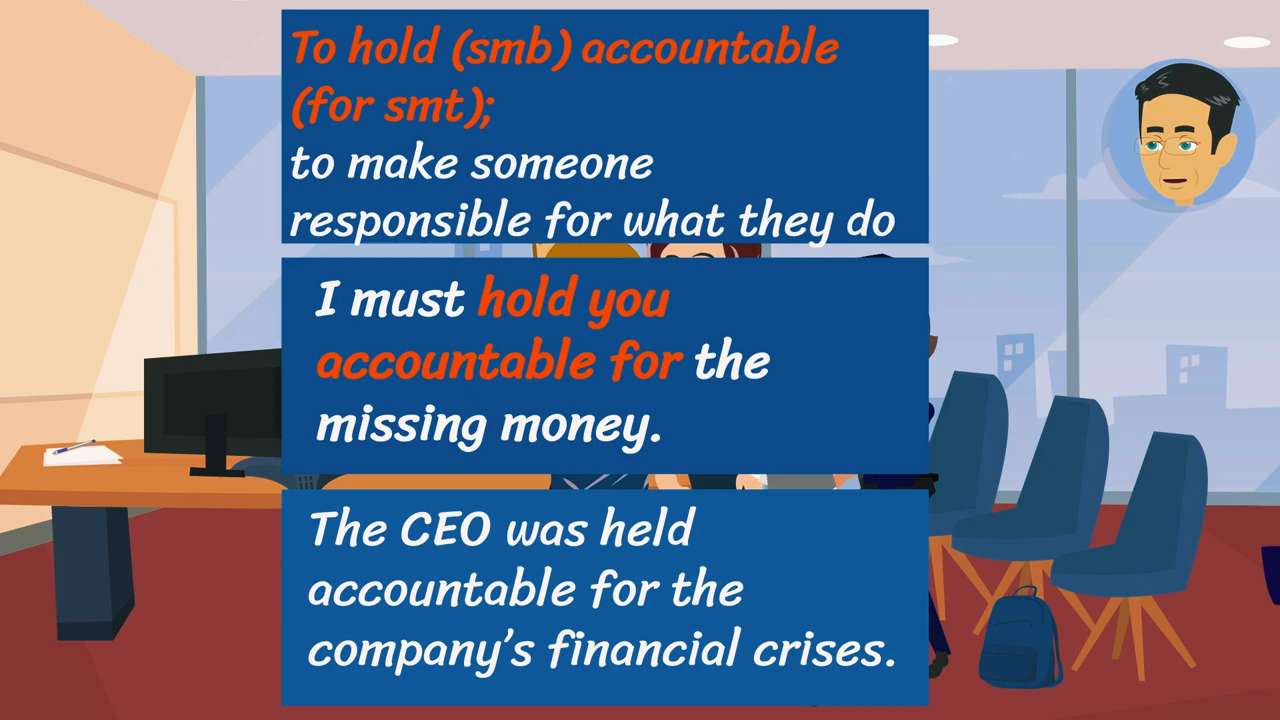 To hold (smb) accountable
(for smt);
to make someone
responsible for what they do
I must hold you
accountable for the
missing money.
The CEO was held
accountable for the
company's financial crises.